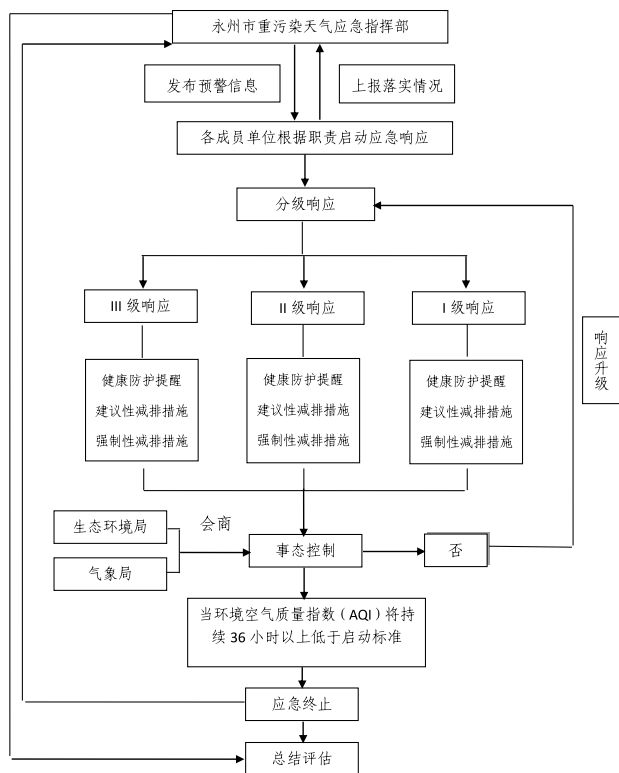 永州市重污染天气应急指挥部
发布预警信息
上报落实情况
各成员单位根据职责启动应急响应
分级响应
III 级响应
II 级响应
I 级响应
响应升级
健康防护提醒
建议性减排措施
强制性减排措施
健康防护提醒
建议性减排措施
强制性减排措施
健康防护提醒
建议性减排措施
强制性减排措施
生态环境局
会商
气象局
事态控制
否
当环境空气质量指数（AQI）将持
续 36 小时以上低于启动标准
应急终止
总结评估